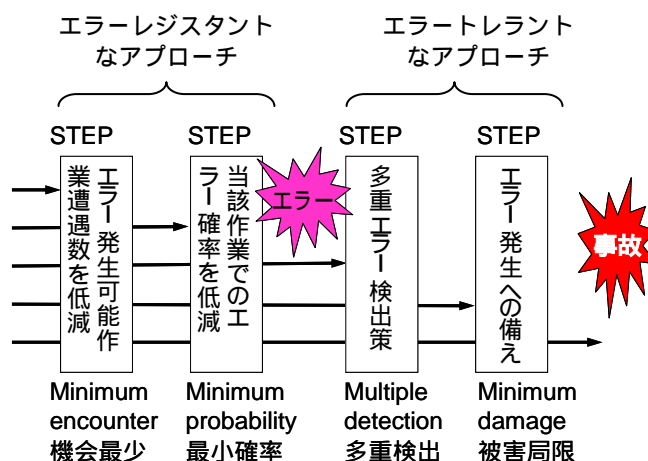 エラーレジスタント
なアプローチ
エラートレラント
なアプローチ
STEP
STEP
STEP
STEP
エラー発生可能作
業遭遇数を低減
当該作業でのエ
ラー確率を低減
エラー
多重エラー検出策
エラー発生への備え
事故
Minimum
encounter
機会最少
Minimum
probability
最小確率
Multiple
detection
多重検出
Minimum
damage
被害局限